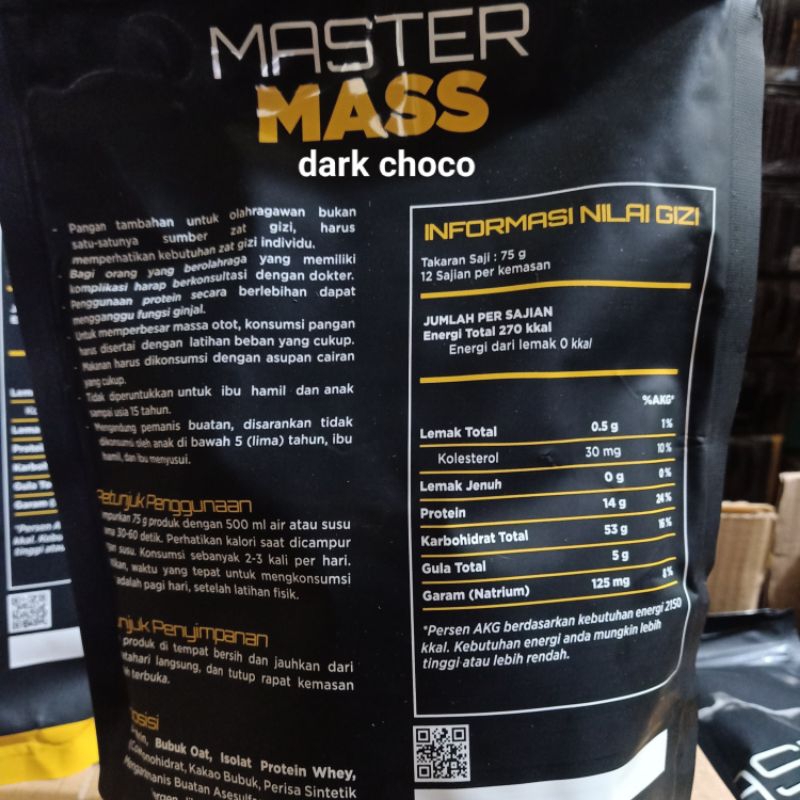 MASTER
MASS
dark choco
- Pangan tambahan untuk olahragawan bukan
satu-satunya sumber zat gizi, harus
memperhatikan kebutuhan zat gizi individu.
- Bagi orang yang berolahraga yang memiliki
komplikasi harap berkonsultasi dengan dokter.
- Penggunaan protein secara berlebihan dapat
mengganggu fungsi ginjal.
- Untuk memperbesar massa otot, konsumsi pangan
harus disertai dengan latihan beban yang cukup.
- Makanan harus dikonsumsi dengan asupan cairan
yang cukup.
- Tidak diperuntukkan untuk ibu hamil dan anak
sampai usia 15 tahun.
- Mengandung pemanis buatan, disarankan tidak
dikonsumsi oleh anak di bawah 5 (lima) tahun, ibu
hamil, dan ibu menyusui.
Petunjuk Penggunaan
75 g produk dengan 500 ml air atau susu
30-60 detik. Perhatikan kalori saat dicampur
susu. Konsumsi sebanyak 2-3 kali per hari.
waktu yang tepat untuk mengkonsumsi
adalah pagi hari, setelah latihan fisik.
Penyimpanan
produk di tempat bersih dan jauhkan dari
langsung, dan tutup rapat kemasan
terbuka.
Bubuk Oat, Isolat Protein Whey,
Kakao Bubuk, Perisa Sintetik
Buatan
INFORMASI NILAI GIZI
Takaran Saji : 75 g
12 Sajian per kemasan
JUMLAH PER SAJIAN
Energi Total 270 kkal
Energi dari lemak 0 kkal
%AKG*
Lemak Total 0.5 g 1%
Kolesterol 30 mg 10%
Lemak Jenuh 0 g 0%
Protein 14 g 24%
Karbohidrat Total 53 g 16%
Gula Total 5 g
Garam (Natrium) 125 mg 8%
*Persen AKG berdasarkan kebutuhan energi 2150
kkal. Kebutuhan energi anda mungkin lebih
tinggi atau lebih rendah.